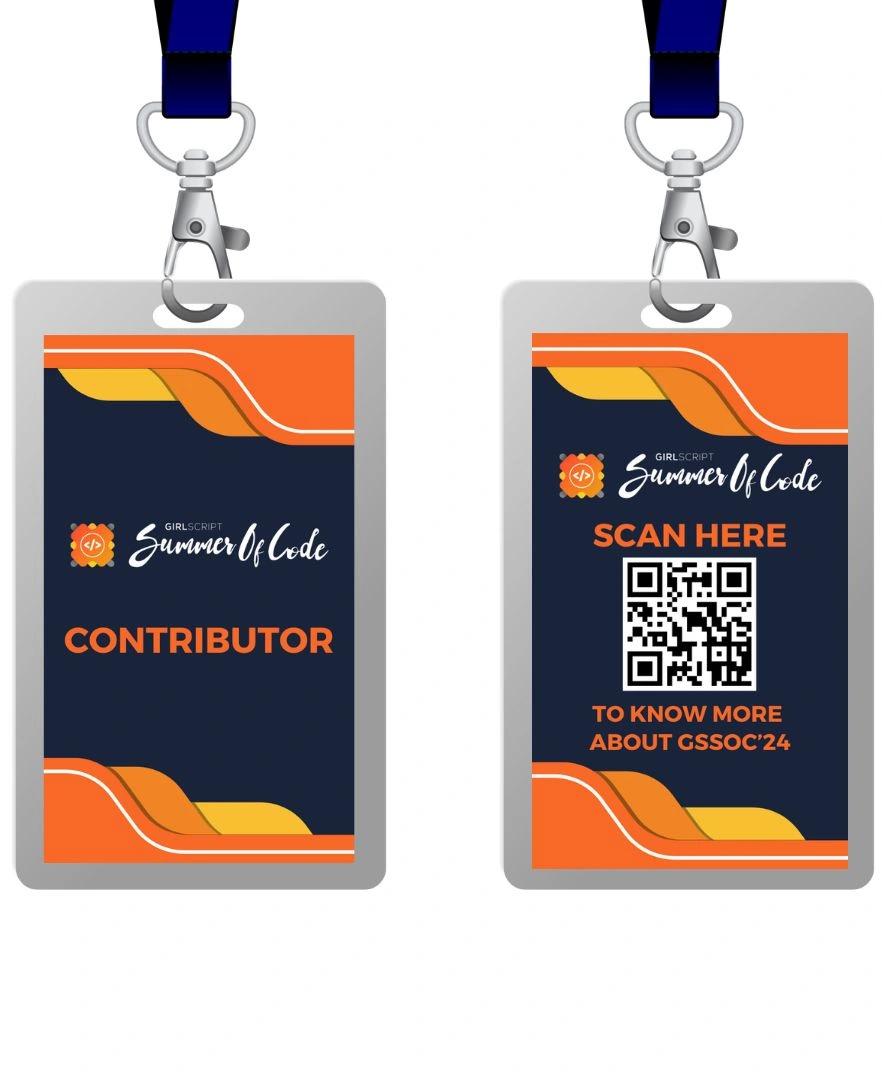 GIRLSCRIPT
Summer Of Code
CONTRIBUTOR
GIRLSCRIPT
Summer Of Code
SCAN HERE
TO KNOW MORE
ABOUT GSSOC'24